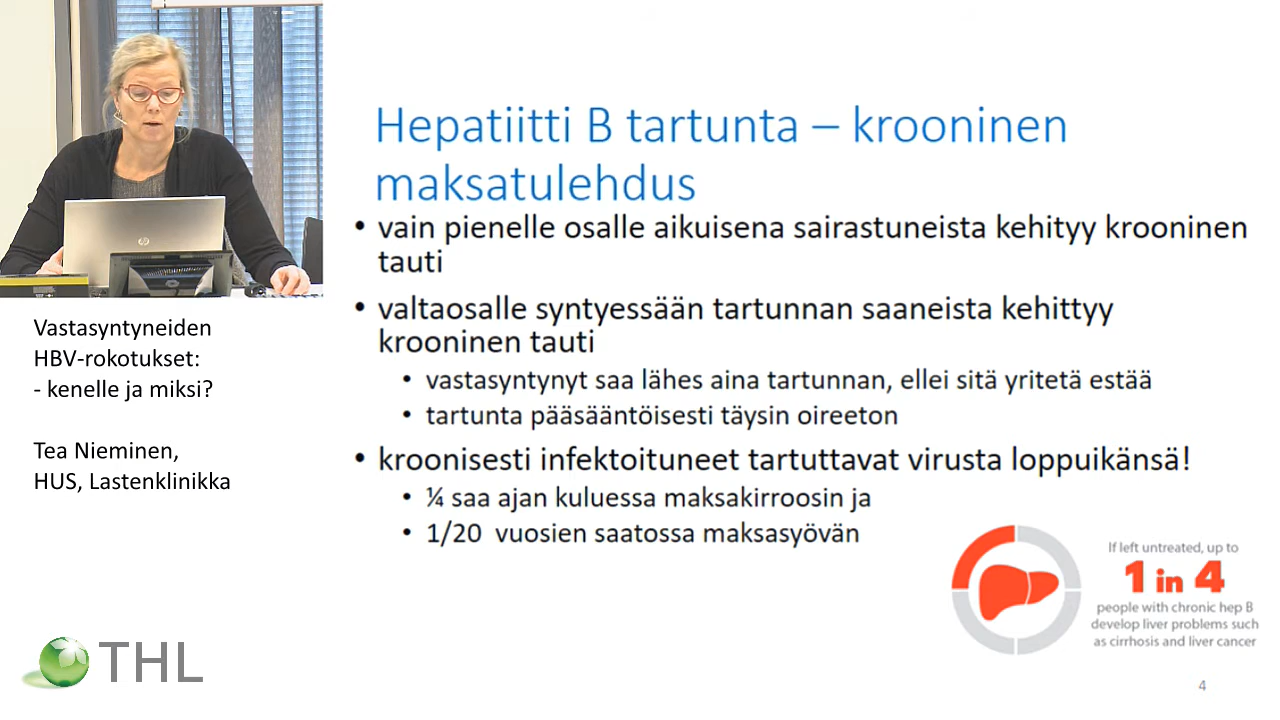 Hepatiitti B tartunta – krooninen
maksatulehdus
• vain pienelle osalle aikuisena sairastuneista kehityy krooninen
tauti
• valtaosalle syntyessään tartunnan saaneista kehittyy
krooninen tauti
• vastasyntynyt saa lähes aina tartunnan, ellei sitä yritetä estää
• tartunta pääsääntöisesti täysin oireeton
• kroonisesti infektoituneet tartuttavat virusta loppuikänsä!
• ¼ saa ajan kuluessa maksakirroosin ja
• 1/20 vuosien saatossa maksasyövän
If left untreated, up to
1 in 4
people with chronic hep B
develop liver problems such
as cirrhosis and liver cancer
4
Vastasyntyneiden
HBV-rokotukset:
- kenelle ja miksi?
Tea Nieminen,
HUS, Lastenklinikka
THL
hp